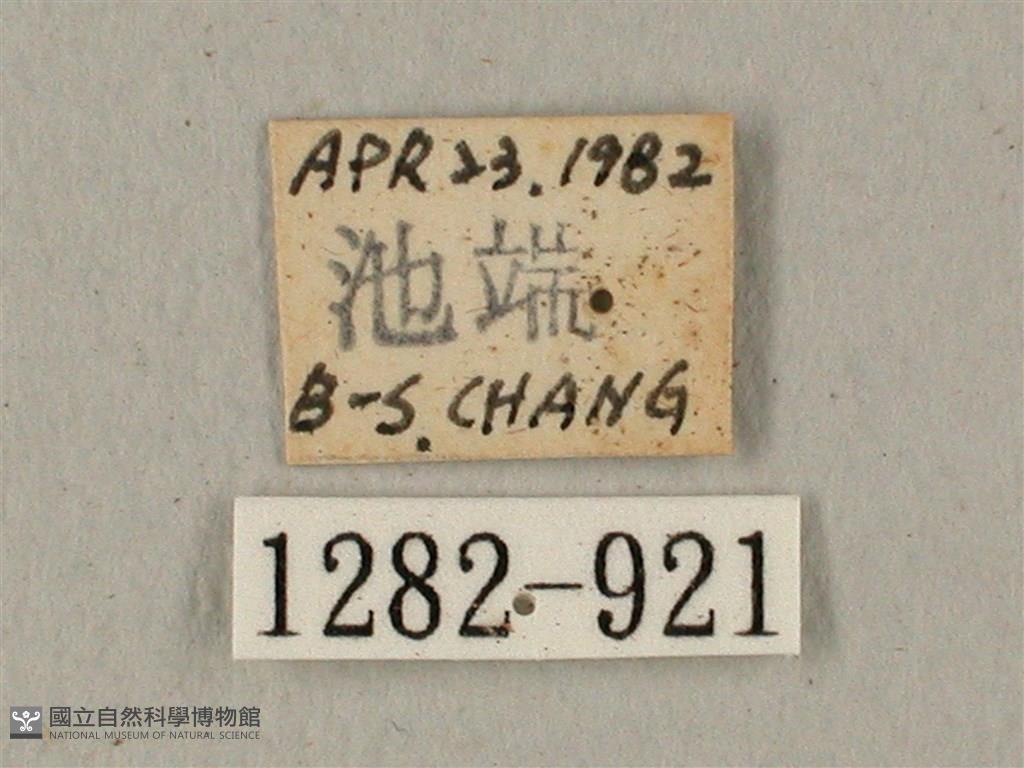 APR 23. 1982
池端
B-S. CHANG
1282-921
國立自然科學博物館
NATIONAL MUSEUM OF NATURAL SCIENCE